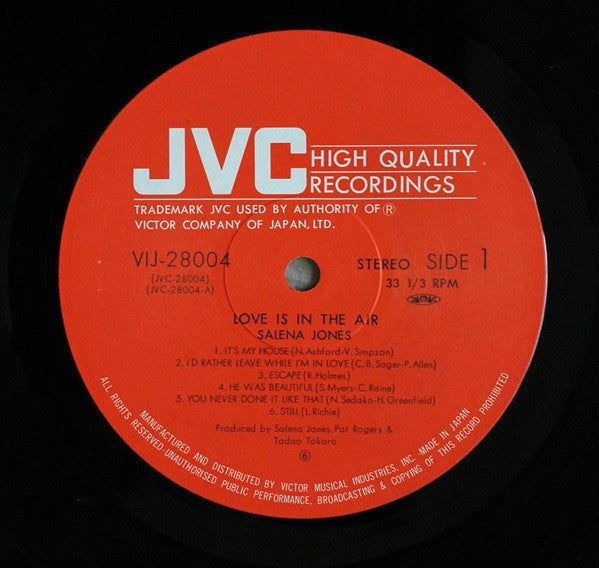 JVC HIGH QUALITY
RECORDINGS
TRADEMARK JVC USED BY AUTHORITY OF Ⓡ
VICTOR COMPANY OF JAPAN, LTD.
VIJ-28004
(JVC-28004)
(JVC-28004-A)
STEREO SIDE 1
33 1/3 RPM
JASRAC
LOVE IS IN THE AIR
SALENA JONES
1. IT'S MY HOUSE (N. Ashford-V. Simpson)
2. I'D RATHER LEAVE WHILE I'M IN LOVE (C. B. Soger-P. Allen)
3. ESCAPE (R. Holmes)
4. HE WAS BEAUTIFUL (S. Myers-C. Raine)
5. YOU NEVER DONE IT LIKE THAT (N. Sedaka-H. Greenfield)
6. STILL (L. Richie)
Produced by Salena Jones, Pat Rogers &
Tadao Tokoro
⑥
MANUFACTURED AND DISTRIBUTED BY VICTOR MUSICAL INDUSTRIES, INC. MADE IN JAPAN
ALL RIGHTS RESERVED UNAUTHORISED PUBLIC PERFORMANCE, BROADCASTING & COPYING OF THIS RECORD PROHIBITED